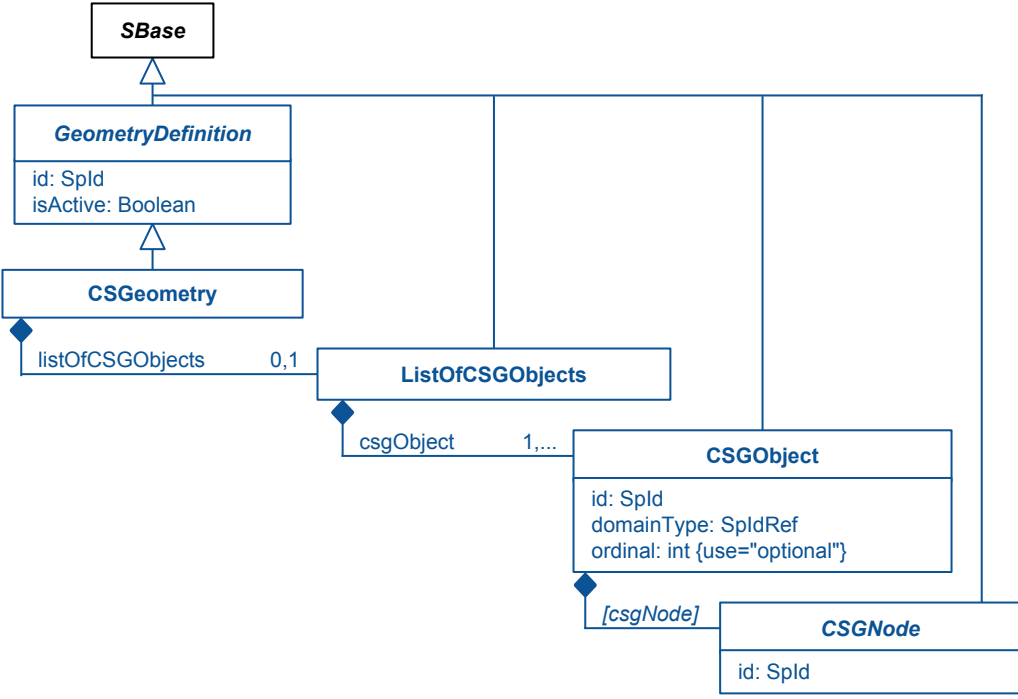 SBase
GeometryDefinition
id: SpId
isActive: Boolean
CSGeometry
listOfCSGObjects 0,1
ListOfCSGObjects
csgObject 1,...
CSGObject
id: SpId
domainType: SpIdRef
ordinal: int {use="optional"}
[csgNode]
CSGNode
id: SpId